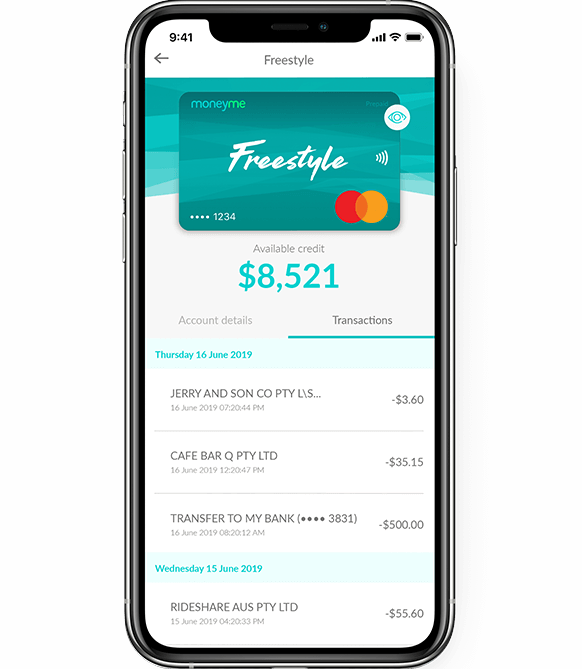 9:41
Freestyle
moneyme
Prepaid
Freestyle
•••• 1234
Available credit
$8,521
Account details
Transactions
Thursday 16 June 2019
JERRY AND SON CO PTY L\S...
-$3.60
16 June 2019 07:20:44 PM
CAFE BAR Q PTY LTD
-$35.15
16 June 2019 12:20:47 PM
TRANSFER TO MY BANK (•••• 3831)
-$500.00
16 June 2019 08:20:12 AM
Wednesday 15 June 2019
RIDESHARE AUS PTY LTD
-$55.60
15 June 2019 04:20:33 PM